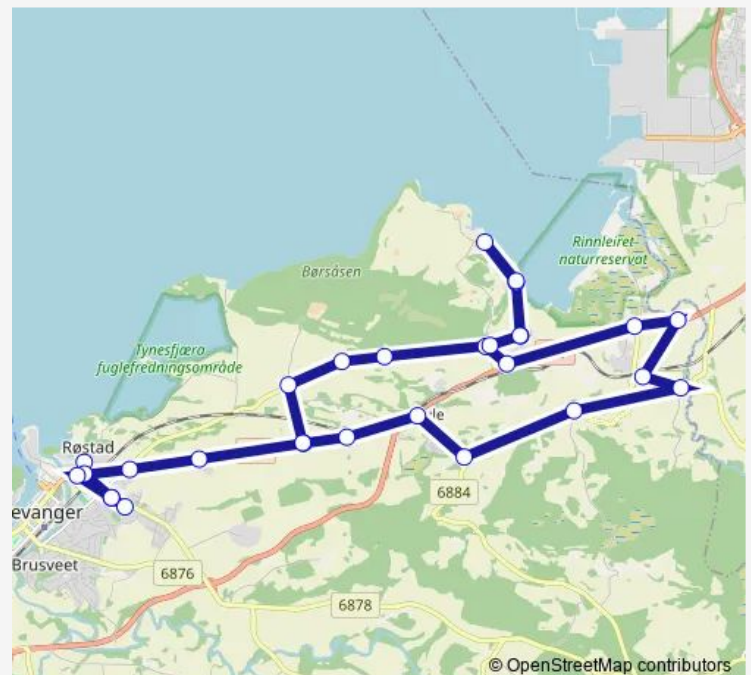 Rinnleiret
naturreservat
Børsåsen
Tynesfjæra
fuglefredningsområde
Røstad
evanger
Brusveet
6884
6876
6878
© OpenStreetMap contributors